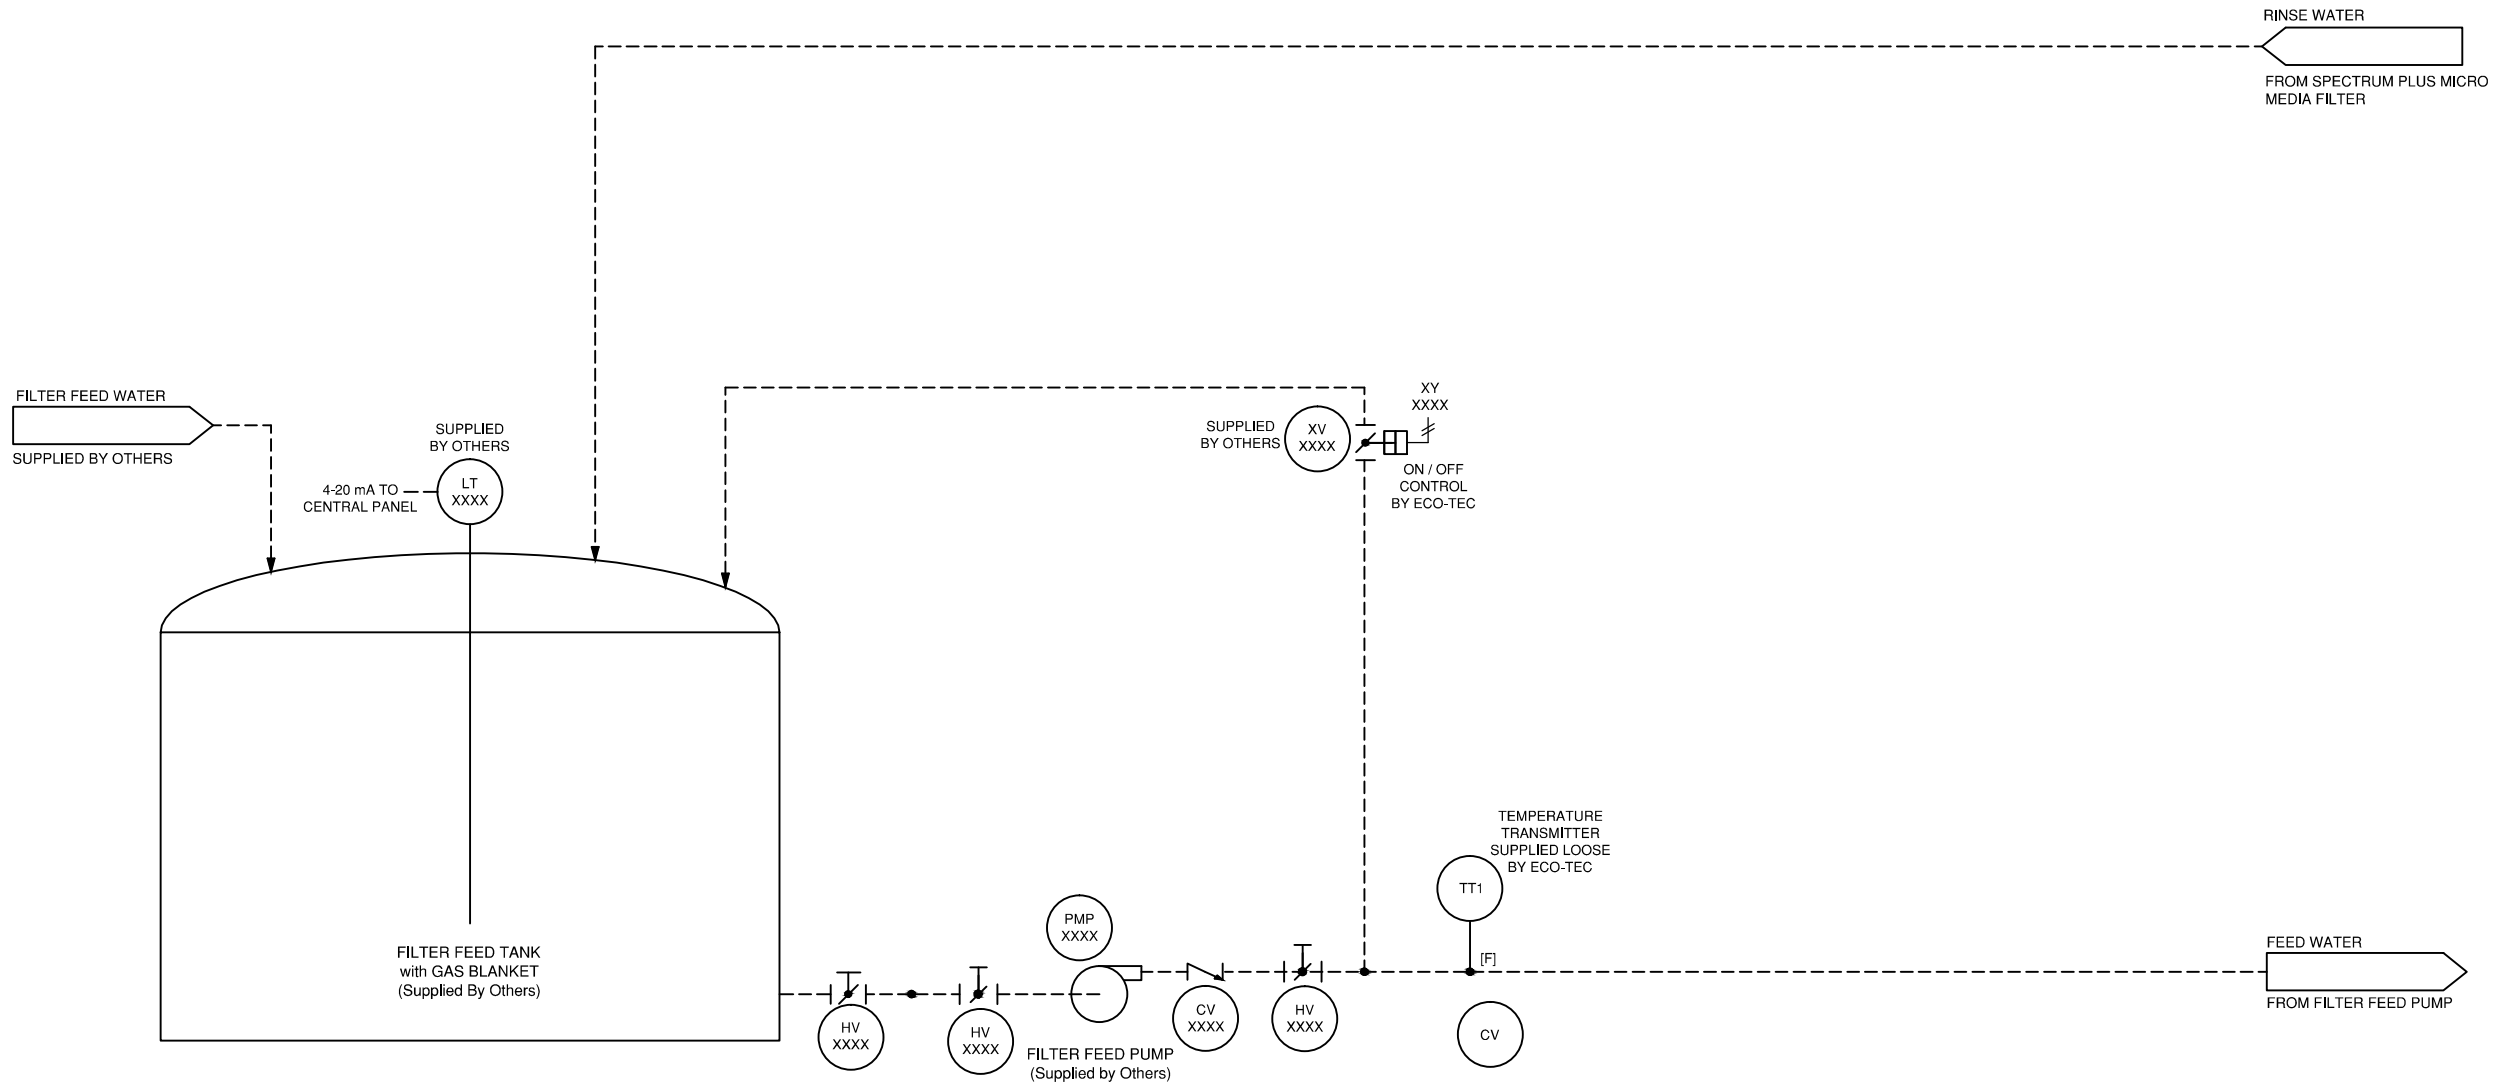 RINSE WATER
FROM SPECTRUM PLUS MICRO
MEDIA FILTER
FILTER FEED WATER
SUPPLIED BY OTHERS
SUPPLIED
BY OTHERS
4-20 mA TO
CENTRAL PANEL
LT
XXXX
SUPPLIED
BY OTHERS
XV
XXXX
XY
XXXX
ON / OFF
CONTROL
BY ECO-TEC
TEMPERATURE
TRANSMITTER
SUPPLIED LOOSE
BY ECO-TEC
TT1
[F]
FILTER FEED TANK
with GAS BLANKET
(Supplied By Others)
HV
XXXX
HV
XXXX
PMP
XXXX
FILTER FEED PUMP
(Supplied by Others)
CV
XXXX
HV
XXXX
CV
FEED WATER
FROM FILTER FEED PUMP